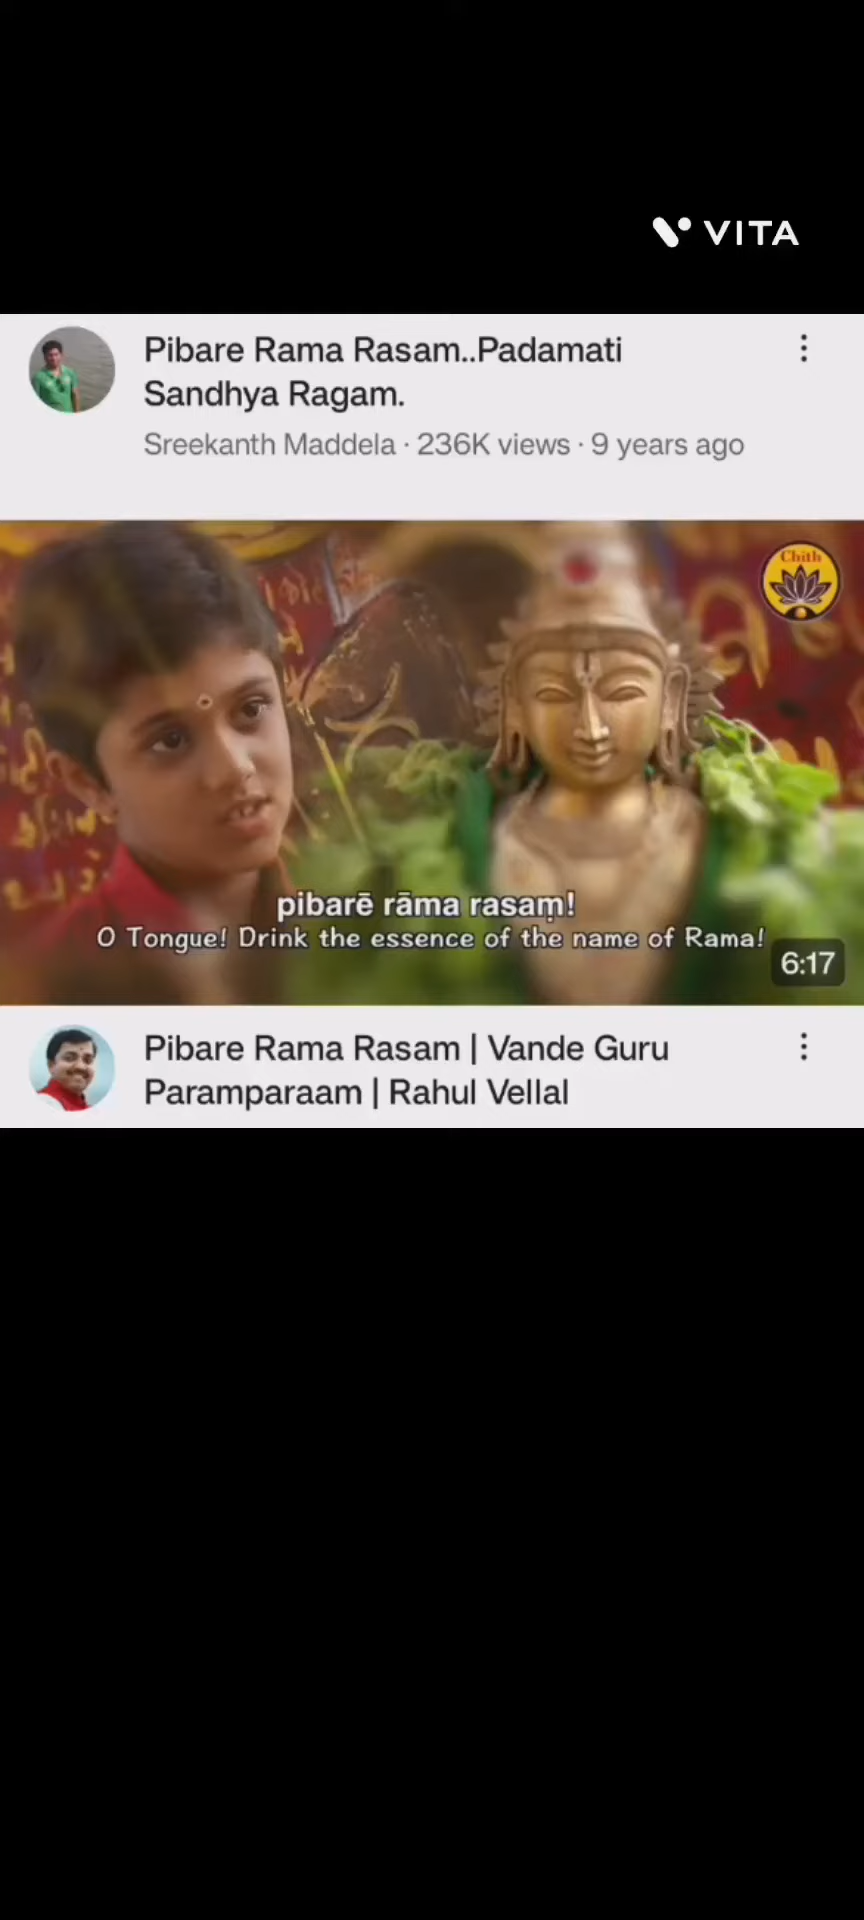 VITA
Pibare Rama Rasam..Padamati
Sandhya Ragam.
Sreekanth Maddela · 236K views · 9 years ago
Chith
pibarē rāma rasaṃ!
O Tongue! Drink the essence of the name of Rama!
6:17
Pibare Rama Rasam | Vande Guru
Paramparaam | Rahul Vellal